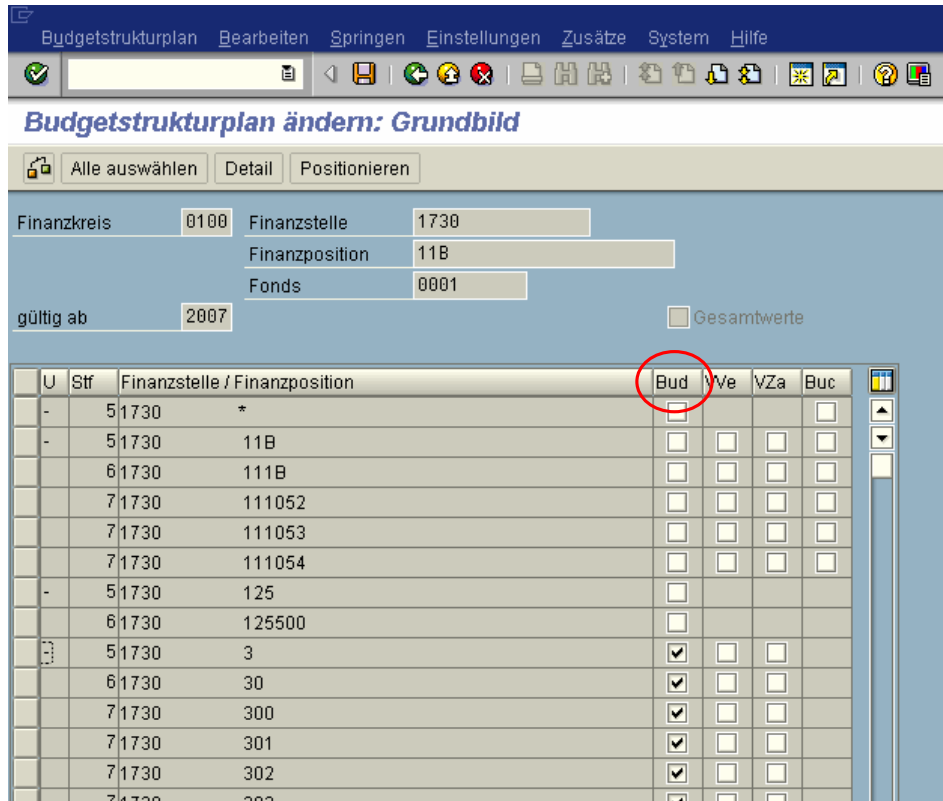 Budgetstrukturplan Bearbeiten Springen Einstellungen Zusätze System Hilfe
Budgetstrukturplan ändern: Grundbild
Alle auswählen Detail Positionieren
Finanzkreis 0100 Finanzstelle 1730
Finanzposition 11B
Fonds 0001
gültig ab 2007 Gesamtwerte
U Stf Finanzstelle / Finanzposition Bud VVe VZa Buc
- 5 1730 *
- 5 1730 11B
6 1730 111B
7 1730 111052
7 1730 111053
7 1730 111054
- 5 1730 125
6 1730 125500
- 5 1730 3
6 1730 30
7 1730 300
7 1730 301
7 1730 302